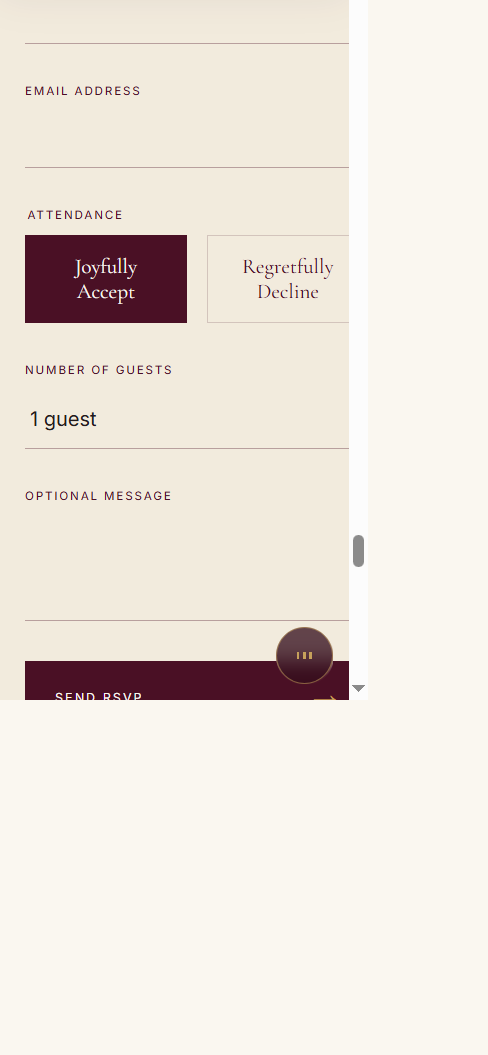 EMAIL ADDRESS
ATTENDANCE
Joyfully
Accept
Regretfully
Decline
NUMBER OF GUESTS
1 guest
OPTIONAL MESSAGE
SEND RSVP